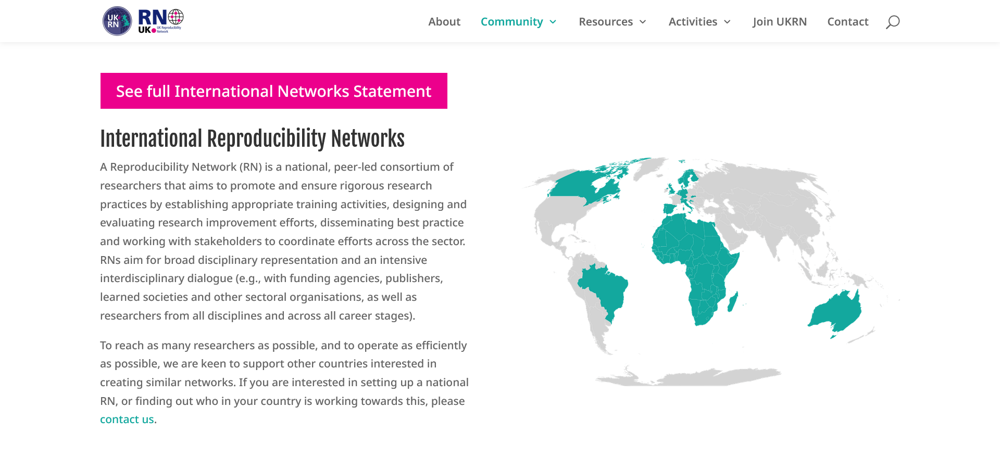 UK
RN
RN
UK
UK Reproducibility
Network
About
Community
Resources
Activities
Join UKRN
Contact
See full International Networks Statement
International Reproducibility Networks
A Reproducibility Network (RN) is a national, peer-led consortium of
researchers that aims to promote and ensure rigorous research
practices by establishing appropriate training activities, designing and
evaluating research improvement efforts, disseminating best practice
and working with stakeholders to coordinate efforts across the sector.
RNs aim for broad disciplinary representation and an intensive
interdisciplinary dialogue (e.g., with funding agencies, publishers,
learned societies and other sectoral organisations, as well as
researchers from all disciplines and across all career stages).
To reach as many researchers as possible, and to operate as efficiently
as possible, we are keen to support other countries interested in
creating similar networks. If you are interested in setting up a national
RN, or finding out who in your country is working towards this, please
contact us.